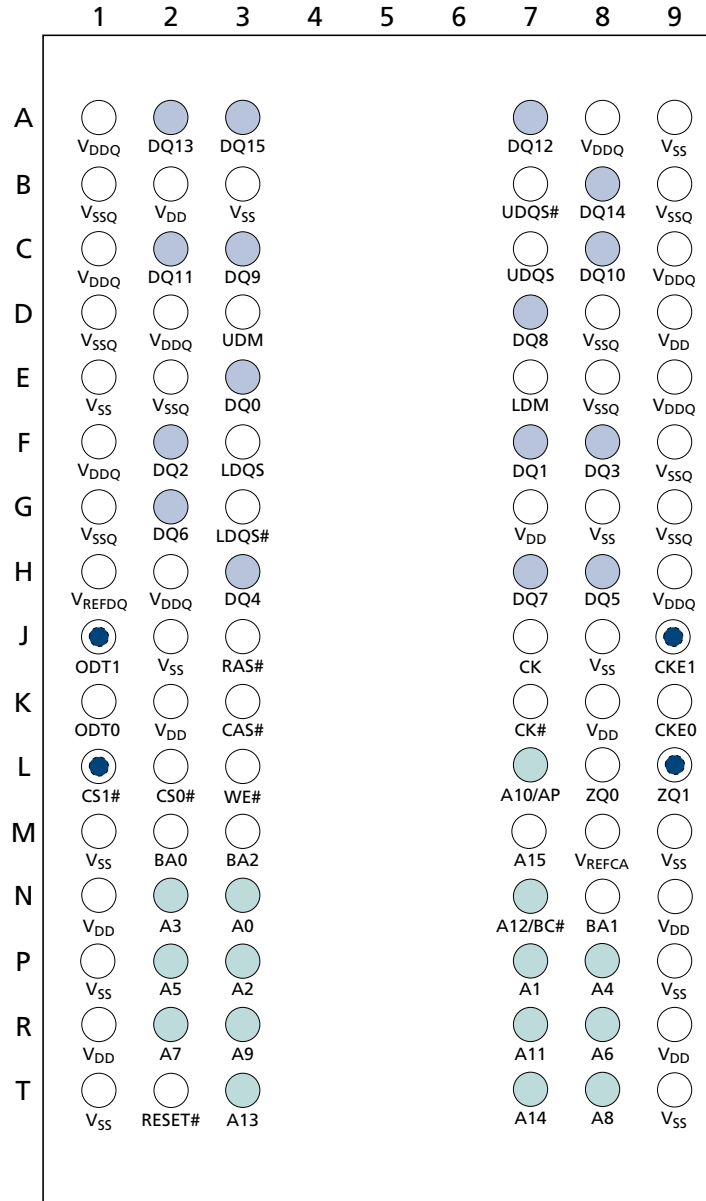 1 2 3 4 5 6 7 8 9
A
VDDQ DQ13 DQ15 DQ12 VDDQ VSS
B
VSSQ VDD VSS UDQS# DQ14 VSSQ
C
VDDQ DQ11 DQ9 UDQS DQ10 VDDQ
D
VSSQ VDDQ UDM DQ8 VSSQ VDD
E
VSS VSSQ DQ0 LDM VSSQ VDDQ
F
VDDQ DQ2 LDQS DQ1 DQ3 VSSQ
G
VSSQ DQ6 LDQS# VDD VSS VSSQ
H
VREFDQ VDDQ DQ4 DQ7 DQ5 VDDQ
J
ODT1 VSS RAS# CK VSS CKE1
K
ODT0 VDD CAS# CK# VDD CKE0
L
CS1# CS0# WE# A10/AP ZQ0 ZQ1
M
VSS BA0 BA2 A15 VREFCA VSS
N
VDD A3 A0 A12/BC# BA1 VDD
P
VSS A5 A2 A1 A4 VSS
R
VDD A7 A9 A11 A6 VDD
T
VSS RESET# A13 A14 A8 VSS